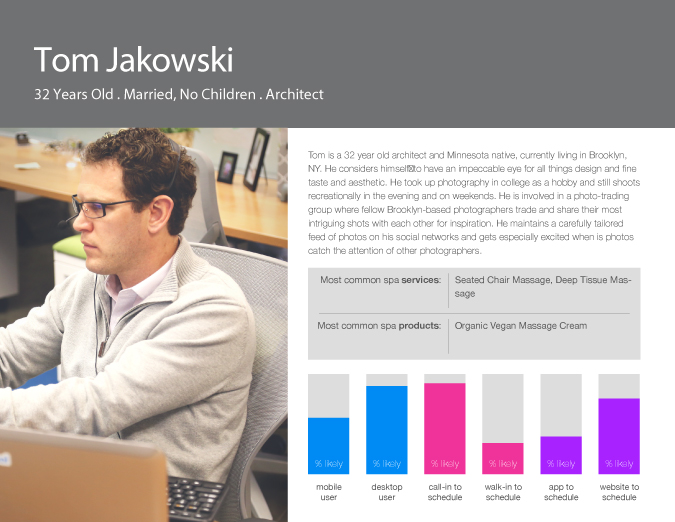 Tom Jakowski
32 Years Old . Married, No Children . Architect
Tom is a 32 year old architect and Minnesota native, currently living in Brooklyn,
NY. He considers himself to have an impeccable eye for all things design and fine
taste and aesthetic. He took up photography in college as a hobby and still shoots
recreationally in the evening and on weekends. He is involved in a photo-trading
group where fellow Brooklyn-based photographers trade and share their most
intriguing shots with each other for inspiration. He maintains a carefully tailored
feed of photos on his social networks and gets especially excited when is photos
catch the attention of other photographers.
Most common spa services: Seated Chair Massage, Deep Tissue Mas-
sage
Most common spa products: Organic Vegan Massage Cream
% likely % likely % likely % likely % likely % likely
mobile desktop call-in to walk-in to app to website to
user user schedule schedule schedule schedule